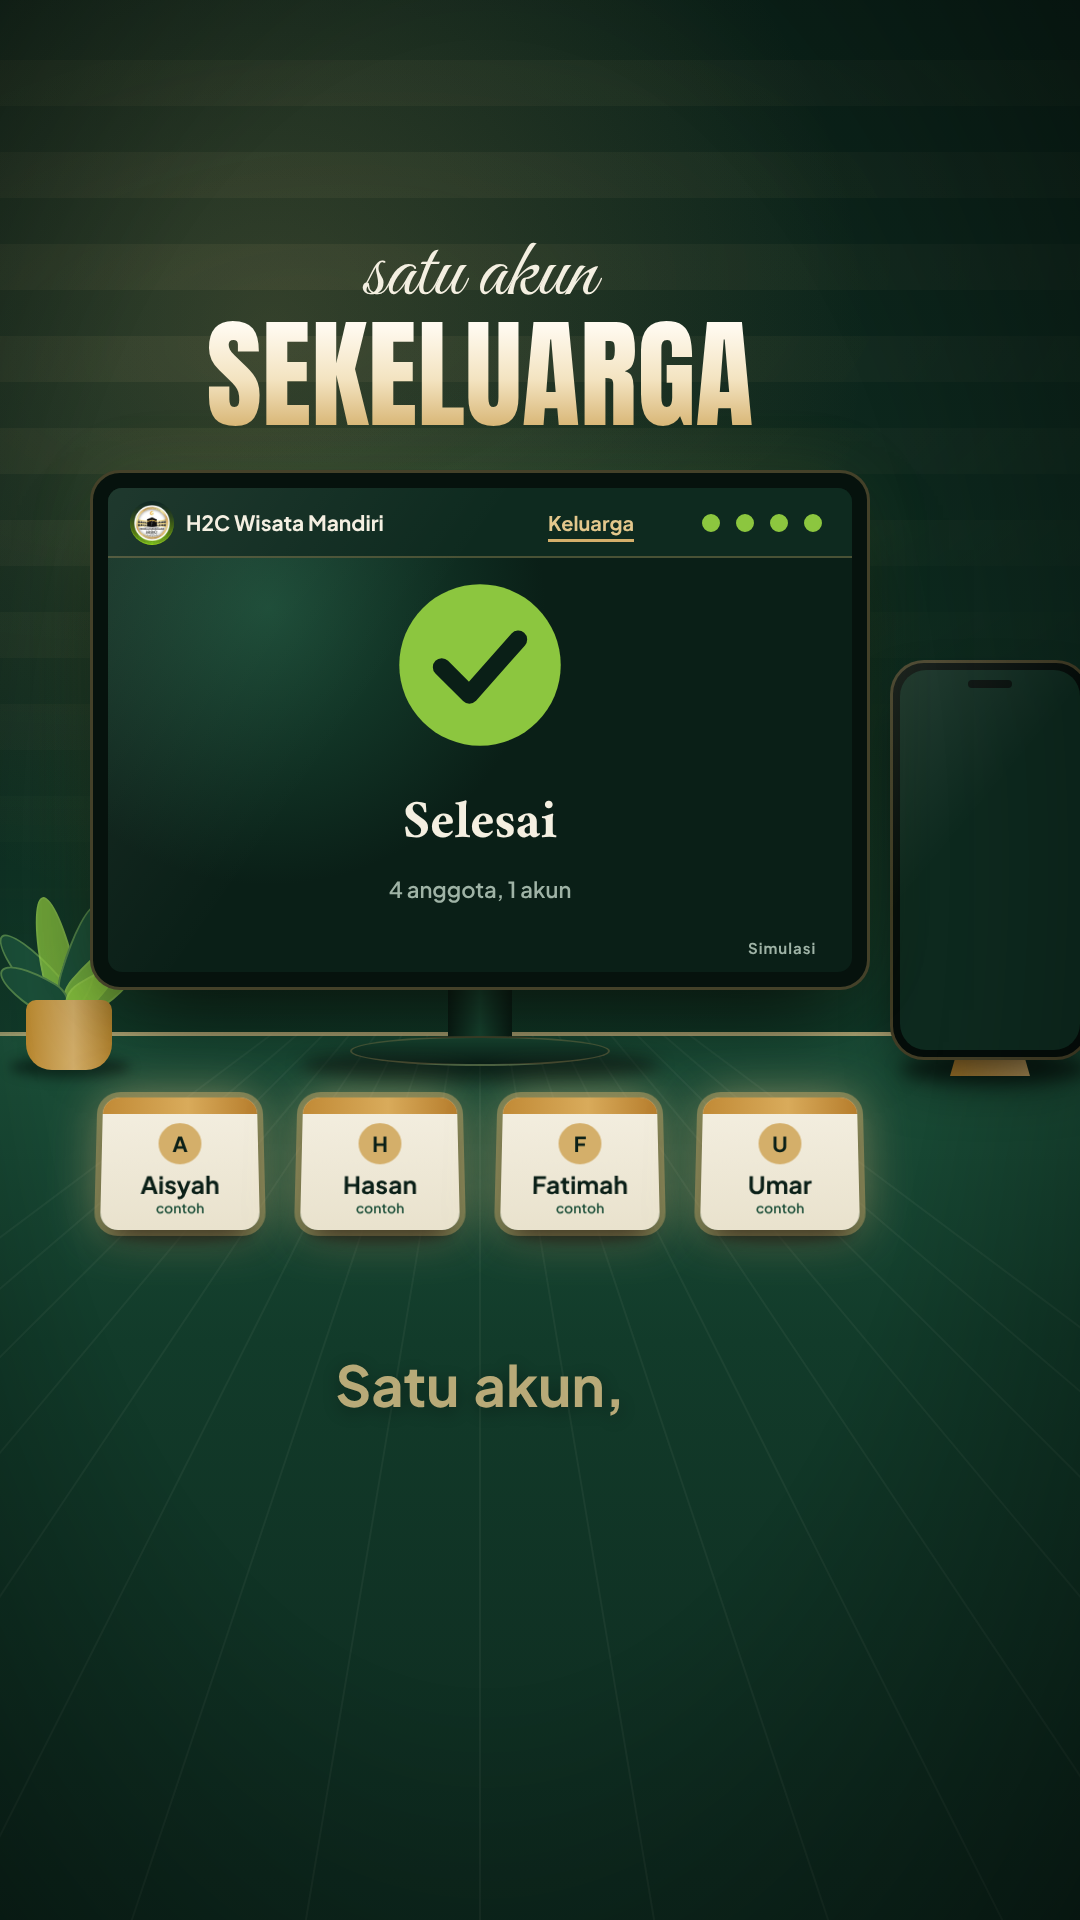 satu akun
SEKELUARGA
H2C Wisata Mandiri
Keluarga
Selesai
4 anggota, 1 akun
Simulasi
A
Aisyah
contoh
H
Hasan
contoh
F
Fatimah
contoh
U
Umar
contoh
Satu akun,